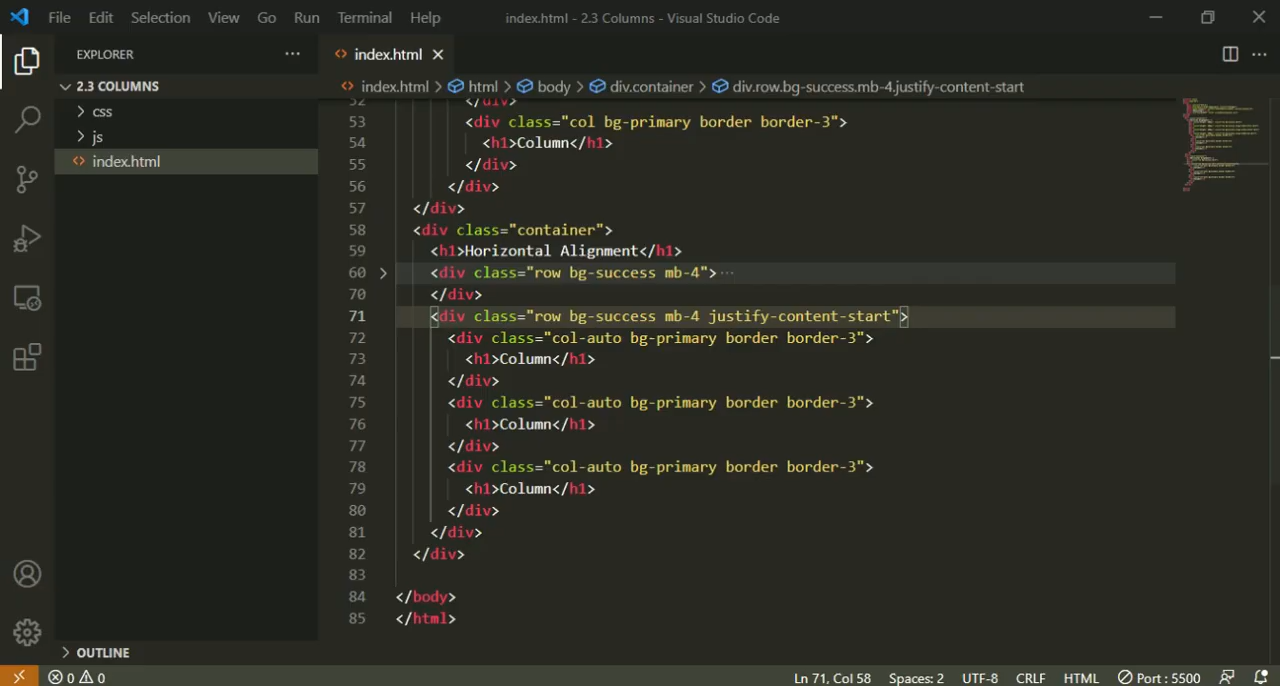 File Edit Selection View Go Run Terminal Help index.html - 2.3 Columns - Visual Studio Code
EXPLORER ··· index.html
2.3 COLUMNS index.html > html > body > div.container > div.row.bg-success.mb-4.justify-content-start
css
js
index.html
52 </div>
53 <div class="col bg-primary border border-3">
54 <h1>Column</h1>
55 </div>
56 </div>
57 </div>
58 <div class="container">
59 <h1>Horizontal Alignment</h1>
60 <div class="row bg-success mb-4">···
70 </div>
71 <div class="row bg-success mb-4 justify-content-start">
72 <div class="col-auto bg-primary border border-3">
73 <h1>Column</h1>
74 </div>
75 <div class="col-auto bg-primary border border-3">
76 <h1>Column</h1>
77 </div>
78 <div class="col-auto bg-primary border border-3">
79 <h1>Column</h1>
80 </div>
81 </div>
82 </div>
83
84 </body>
85 </html>
OUTLINE
0 0 Ln 71, Col 58 Spaces: 2 UTF-8 CRLF HTML Port : 5500